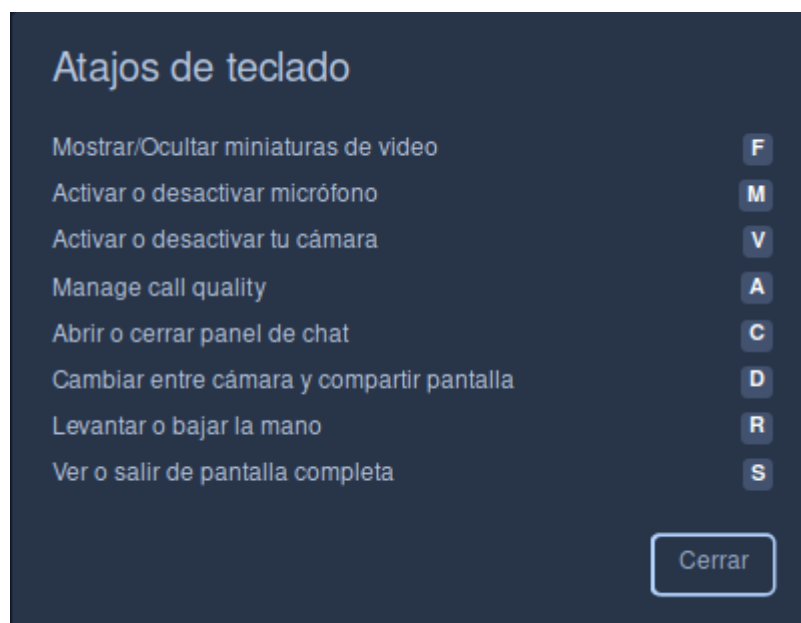 Atajos de teclado
Mostrar/Ocultar miniaturas de video F
Activar o desactivar micrófono M
Activar o desactivar tu cámara V
Manage call quality A
Abrir o cerrar panel de chat C
Cambiar entre cámara y compartir pantalla D
Levantar o bajar la mano R
Ver o salir de pantalla completa S
Cerrar